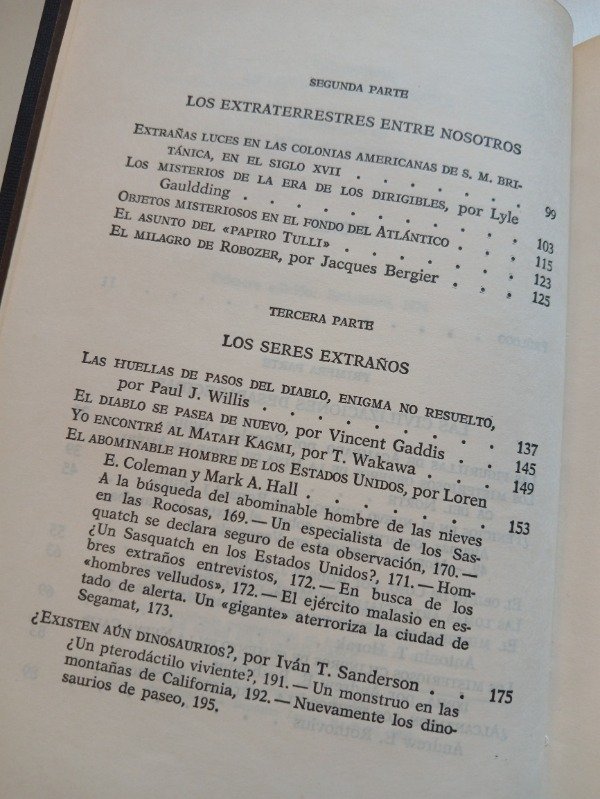 SEGUNDA PARTE
LOS EXTRATERRESTRES ENTRE NOSOTROS
EXTRAÑAS LUCES EN LAS COLONIAS AMERICANAS DE S. M. BRI-
TÁNICA, EN EL SIGLO XVII . . . . . . . 99
LOS MISTERIOS DE LA ERA DE LOS DIRIGIBLES, por Lyle
Gauldding . . . . . . . . . . . 103
OBJETOS MISTERIOSOS EN EL FONDO DEL ATLÁNTICO . . . 115
EL ASUNTO DEL «PAPIRO TULLI» . . . . . . . 123
EL MILAGRO DE ROBOZER, por Jacques Bergier . . . . 125
TERCERA PARTE
LOS SERES EXTRAÑOS
LAS HUELLAS DE PASOS DEL DIABLO, ENIGMA NO RESUELTO,
por Paul J. Willis . . . . . . . . . 137
EL DIABLO SE PASEA DE NUEVO, por Vincent Gaddis . . 145
YO ENCONTRÉ AL MATAH KAGMI, por T. Wakawa . . . 149
EL ABOMINABLE HOMBRE DE LOS ESTADOS UNIDOS, por Loren
E. Coleman y Mark A. Hall . . . . . . . 153
A la búsqueda del abominable hombre de las nieves
en las Rocosas, 169. — Un especialista de los Sas-
quatch se declara seguro de esta observación, 170. —
¿Un Sasquatch en los Estados Unidos?, 171. — Hom-
bres extraños entrevistos, 172. — En busca de los
«hombres velludos», 172. — El ejército malasio en es-
tado de alerta. Un «gigante» aterroriza la ciudad de
Segamat, 173.
¿EXISTEN AÚN DINOSAURIOS?, por Iván T. Sanderson . . 175
¿Un pterodáctilo viviente?, 191. — Un monstruo en las
montañas de California, 192. — Nuevamente los dino-
saurios de paseo, 195.